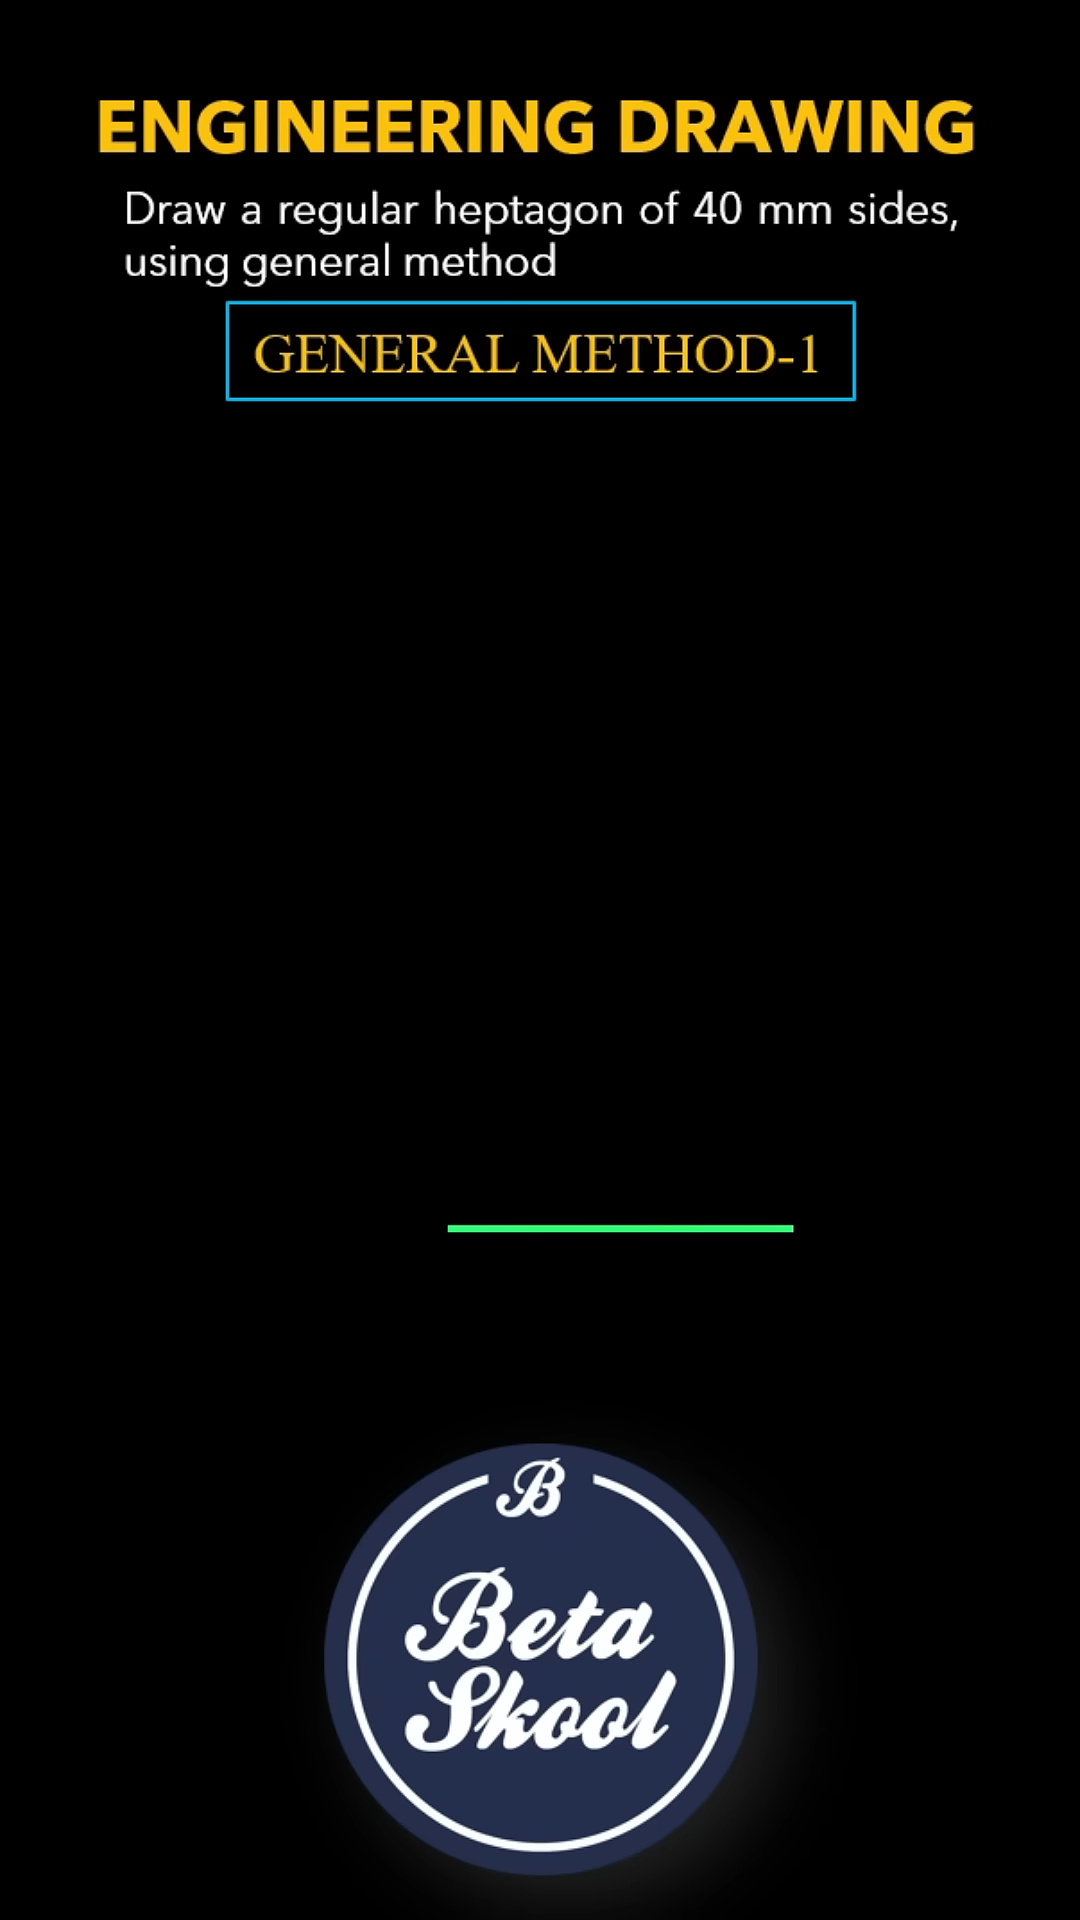 ENGINEERING DRAWING
Draw a regular heptagon of 40 mm sides,
using general method
GENERAL METHOD-1
B
Beta
Skool